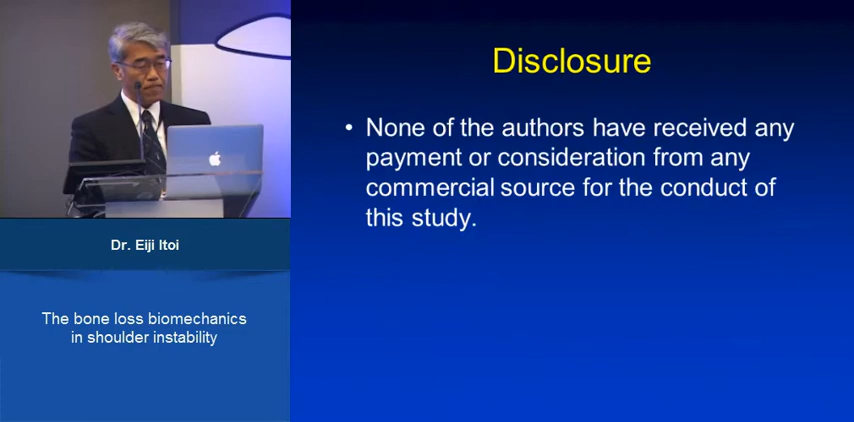 Disclosure
• None of the authors have received any
payment or consideration from any
commercial source for the conduct of
this study.
Dr. Eiji Itoi
The bone loss biomechanics
in shoulder instability